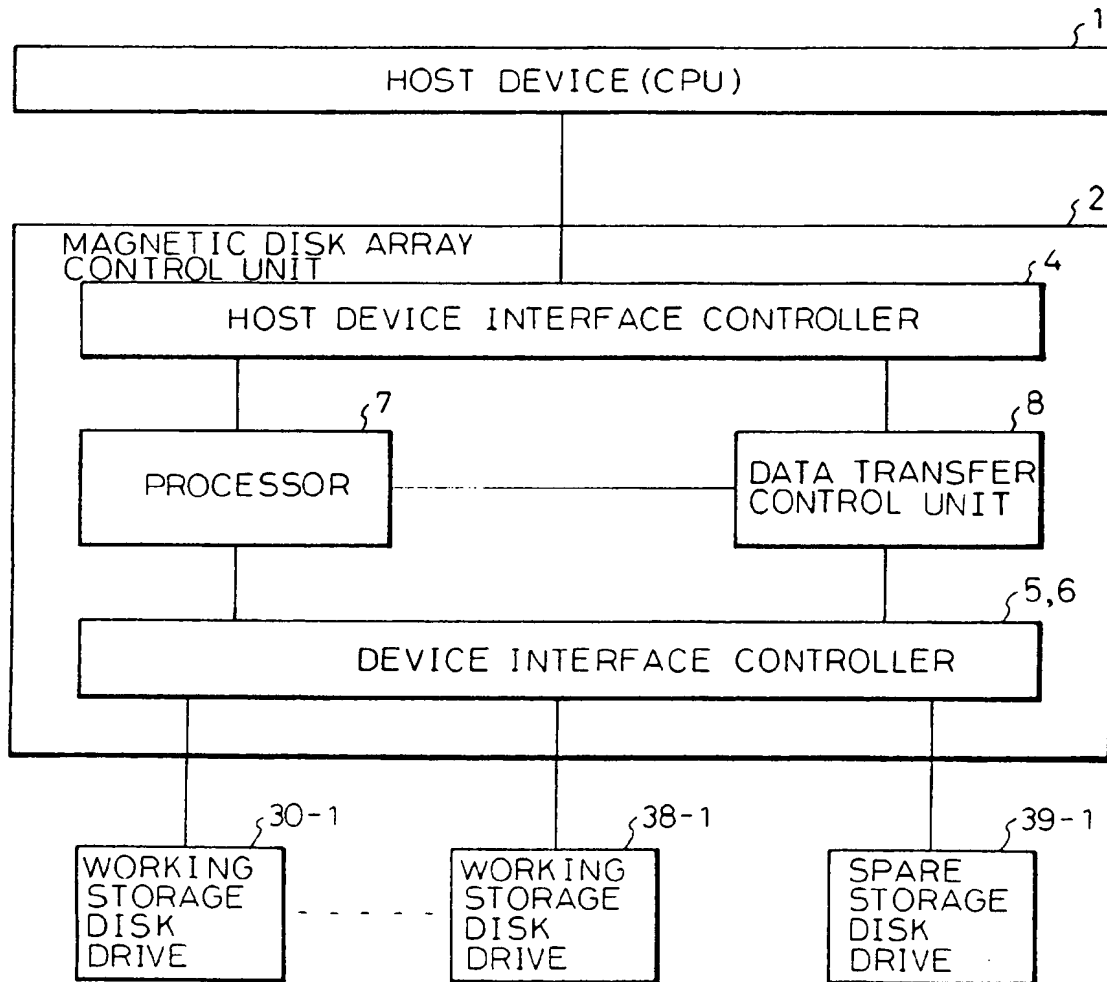 1
HOST DEVICE (CPU)
2
MAGNETIC DISK ARRAY
CONTROL UNIT
4
HOST DEVICE INTERFACE CONTROLLER
7
8
PROCESSOR
DATA TRANSFER
CONTROL UNIT
5,6
DEVICE INTERFACE CONTROLLER
30-1
38-1
39-1
WORKING
STORAGE
DISK
DRIVE
WORKING
STORAGE
DISK
DRIVE
SPARE
STORAGE
DISK
DRIVE